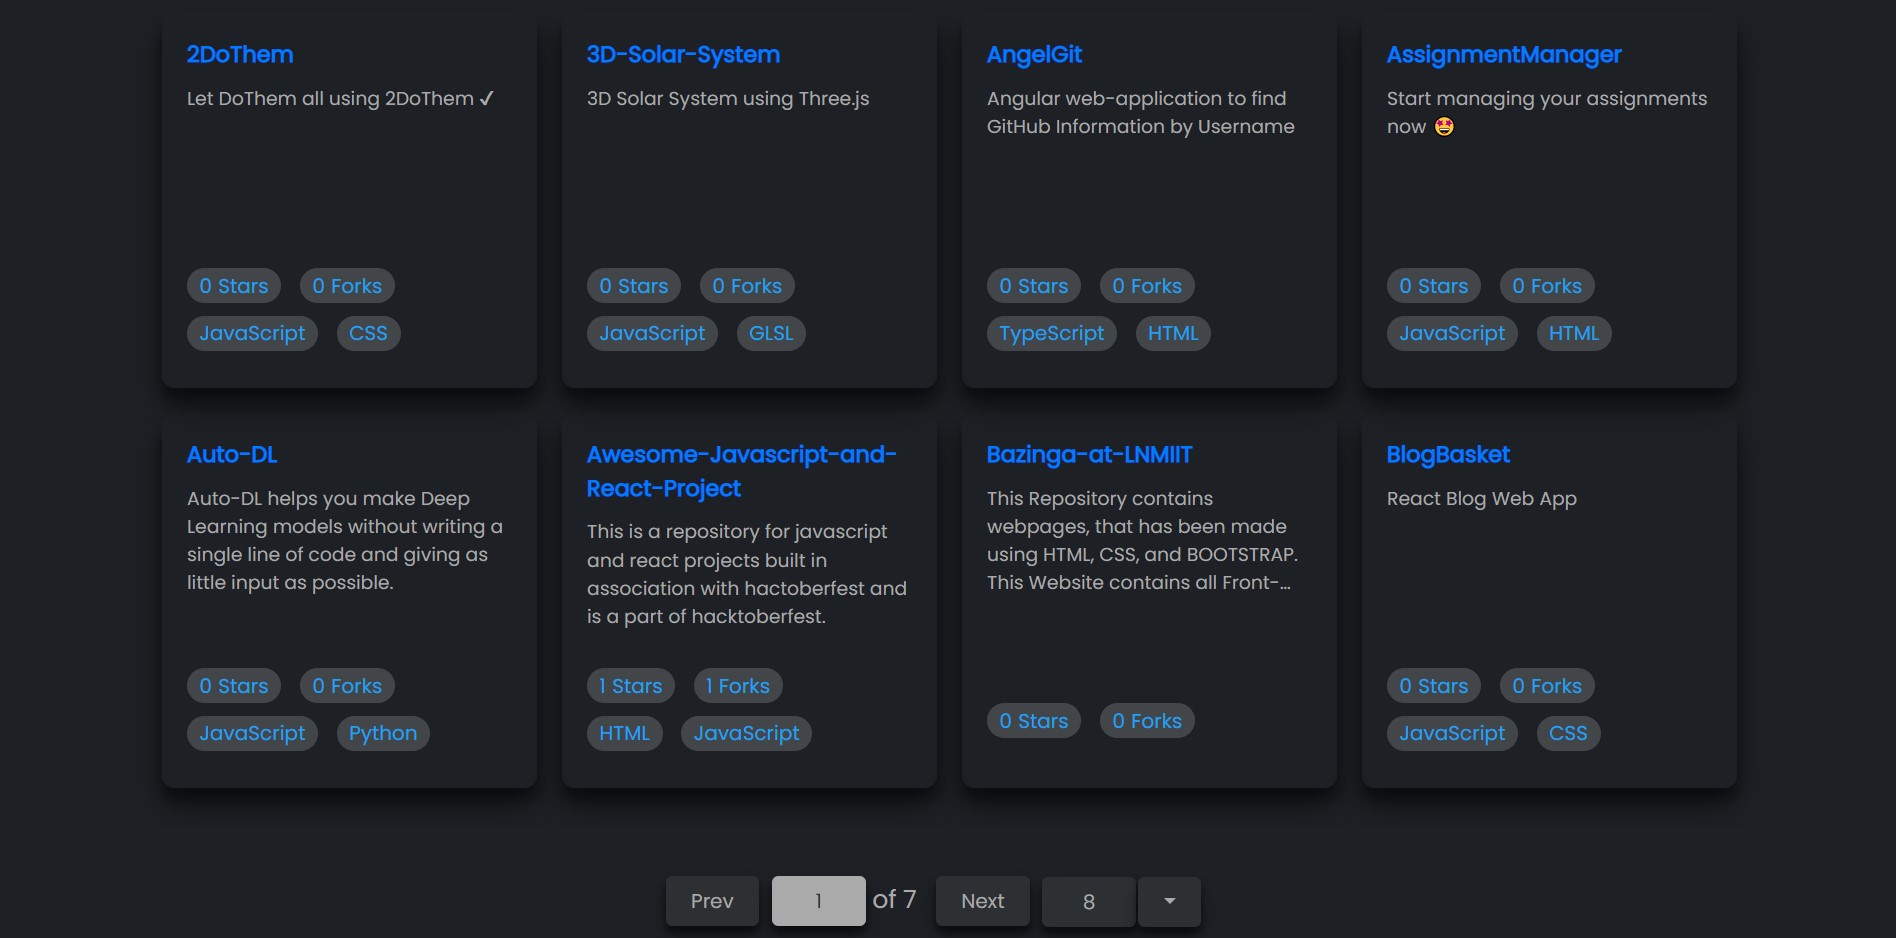 2DoThem
Let DoThem all using 2DoThem ✓
0 Stars 0 Forks
JavaScript CSS
3D-Solar-System
3D Solar System using Three.js
0 Stars 0 Forks
JavaScript GLSL
AngelGit
Angular web-application to find
GitHub Information by Username
0 Stars 0 Forks
TypeScript HTML
AssignmentManager
Start managing your assignments
now 🤩
0 Stars 0 Forks
JavaScript HTML
Auto-DL
Auto-DL helps you make Deep
Learning models without writing a
single line of code and giving as
little input as possible.
0 Stars 0 Forks
JavaScript Python
Awesome-Javascript-and-
React-Project
This is a repository for javascript
and react projects built in
association with hactoberfest and
is a part of hacktoberfest.
1 Stars 1 Forks
HTML JavaScript
Bazinga-at-LNMIIT
This Repository contains
webpages, that has been made
using HTML, CSS, and BOOTSTRAP.
This Website contains all Front-...
0 Stars 0 Forks
BlogBasket
React Blog Web App
0 Stars 0 Forks
JavaScript CSS
Prev 1 of 7 Next 8